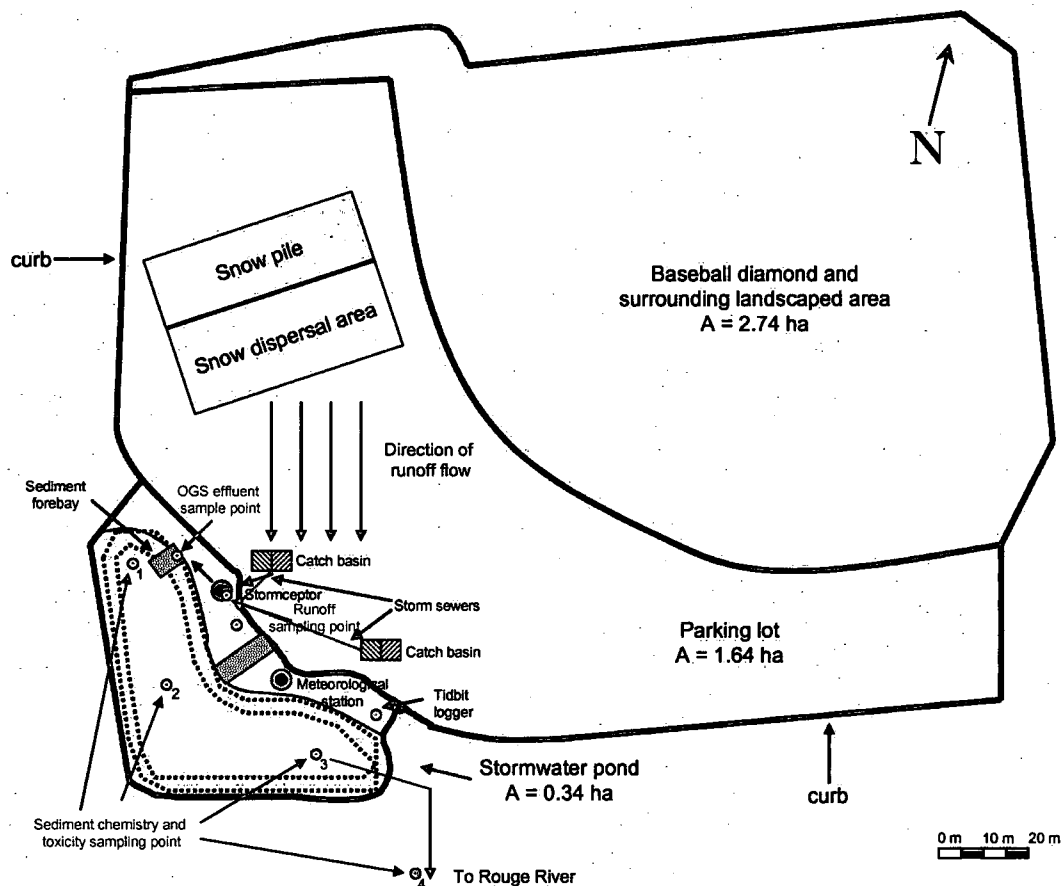 N
curb
Snow pile
Snow dispersal area
Baseball diamond and
surrounding landscaped area
A = 2.74 ha
Direction of
runoff flow
Sediment
forebay
OGS effluent
sample point
1
Catch basin
Stormceptor
Runoff
sampling point
Storm sewers
Catch basin
Parking lot
A = 1.64 ha
2
Meteorological
station
Tidbit
logger
3
Stormwater pond
A = 0.34 ha
curb
Sediment chemistry and
toxicity sampling point
4
To Rouge River
0 m 10 m 20 m